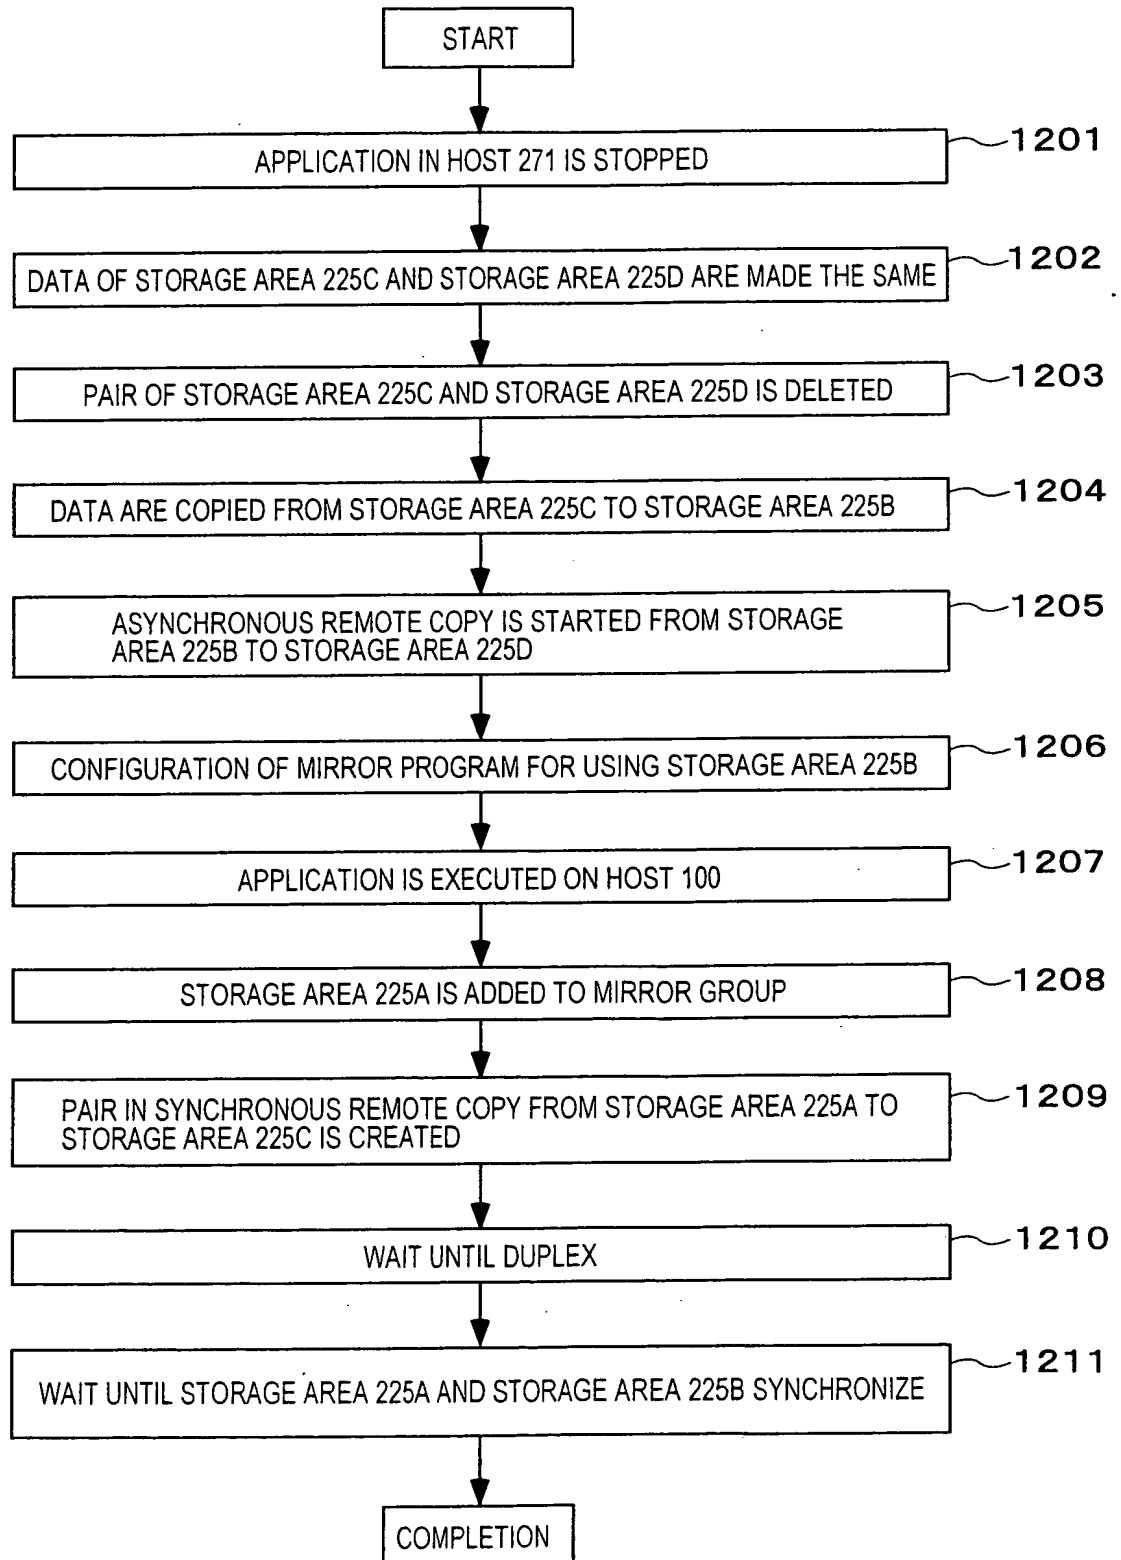 START
APPLICATION IN HOST 271 IS STOPPED
1201
DATA OF STORAGE AREA 225C AND STORAGE AREA 225D ARE MADE THE SAME
1202
PAIR OF STORAGE AREA 225C AND STORAGE AREA 225D IS DELETED
1203
DATA ARE COPIED FROM STORAGE AREA 225C TO STORAGE AREA 225B
1204
ASYNCHRONOUS REMOTE COPY IS STARTED FROM STORAGE
AREA 225B TO STORAGE AREA 225D
1205
CONFIGURATION OF MIRROR PROGRAM FOR USING STORAGE AREA 225B
1206
APPLICATION IS EXECUTED ON HOST 100
1207
STORAGE AREA 225A IS ADDED TO MIRROR GROUP
1208
PAIR IN SYNCHRONOUS REMOTE COPY FROM STORAGE AREA 225A TO
STORAGE AREA 225C IS CREATED
1209
WAIT UNTIL DUPLEX
1210
WAIT UNTIL STORAGE AREA 225A AND STORAGE AREA 225B SYNCHRONIZE
1211
COMPLETION